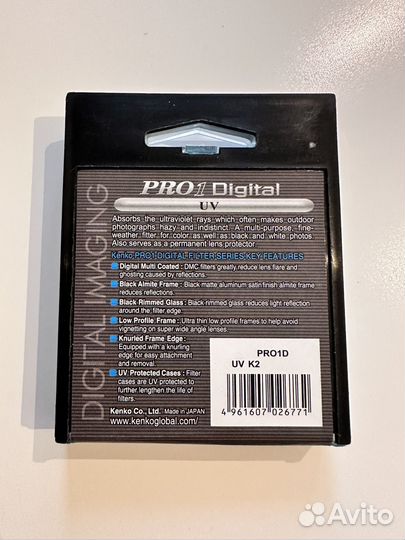 DIGITAL IMAGING
PRO1 Digital
UV
Absorbs the ultraviolet rays which often makes outdoor
photographs hazy and indistinct. A multi-purpose, fine-
weather filter for color as well as black and white photos.
Also serves as a permanent lens protector.
Kenko PRO1 DIGITAL FILTER SERIES KEY FEATURES
Digital Multi Coated : DMC filters greatly reduce lens flare and
ghosting caused by reflections.
Black Almite Frame : Black matte aluminum satin finish almite frame
reduces reflections.
Black Rimmed Glass : Black rimmed glass reduces light reflection
around the filter edge.
Low Profile Frame : Ultra thin low profile frames to help avoid
vignetting on super wide angle lenses.
Knurled Frame Edge :
Equipped with a knurling
edge for easy attachment
and removal.
UV Protected Cases : Filter
cases are UV protected to
further lengthen the life of
filters.
Kenko Co., Ltd. Made in JAPAN
www.kenkoglobal.com/
PRO1D
UV K2
4 961607 026771
Avito